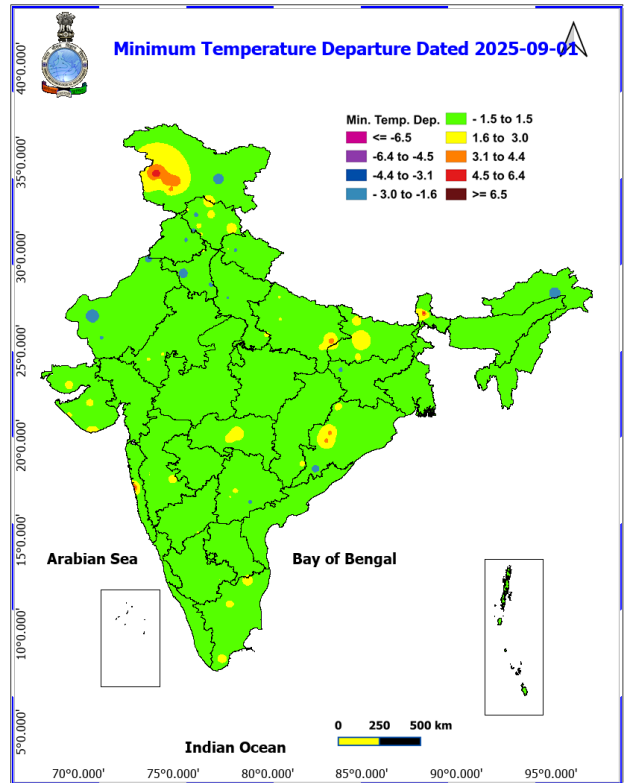 Minimum Temperature Departure Dated 2025-09-01
Min. Temp. Dep.
<= -6.5
-6.4 to -4.5
-4.4 to -3.1
- 3.0 to -1.6
- 1.5 to 1.5
1.6 to 3.0
3.1 to 4.4
4.5 to 6.4
>= 6.5
40°0.000'
35°0.000'
30°0.000'
25°0.000'
20°0.000'
15°0.000'
10°0.000'
5°0.000'
Arabian Sea
Bay of Bengal
Indian Ocean
0 250 500 km
70°0.000' 75°0.000' 80°0.000' 85°0.000' 90°0.000' 95°0.000'